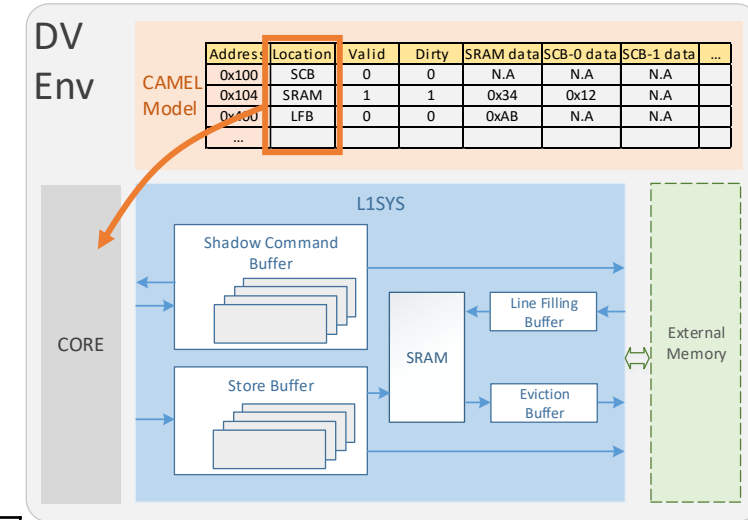 DV
Env
CAMEL
Model
Address Location Valid Dirty SRAM data SCB-0 data SCB-1 data ...
0x100 SCB 0 0 N.A N.A N.A
0x104 SRAM 1 1 0x34 0x12 N.A
0x400 LFB 0 0 0xAB N.A N.A
...
L1SYS
Shadow Command
Buffer
Line Filling
Buffer
CORE
SRAM
External
Memory
Store Buffer
Eviction
Buffer